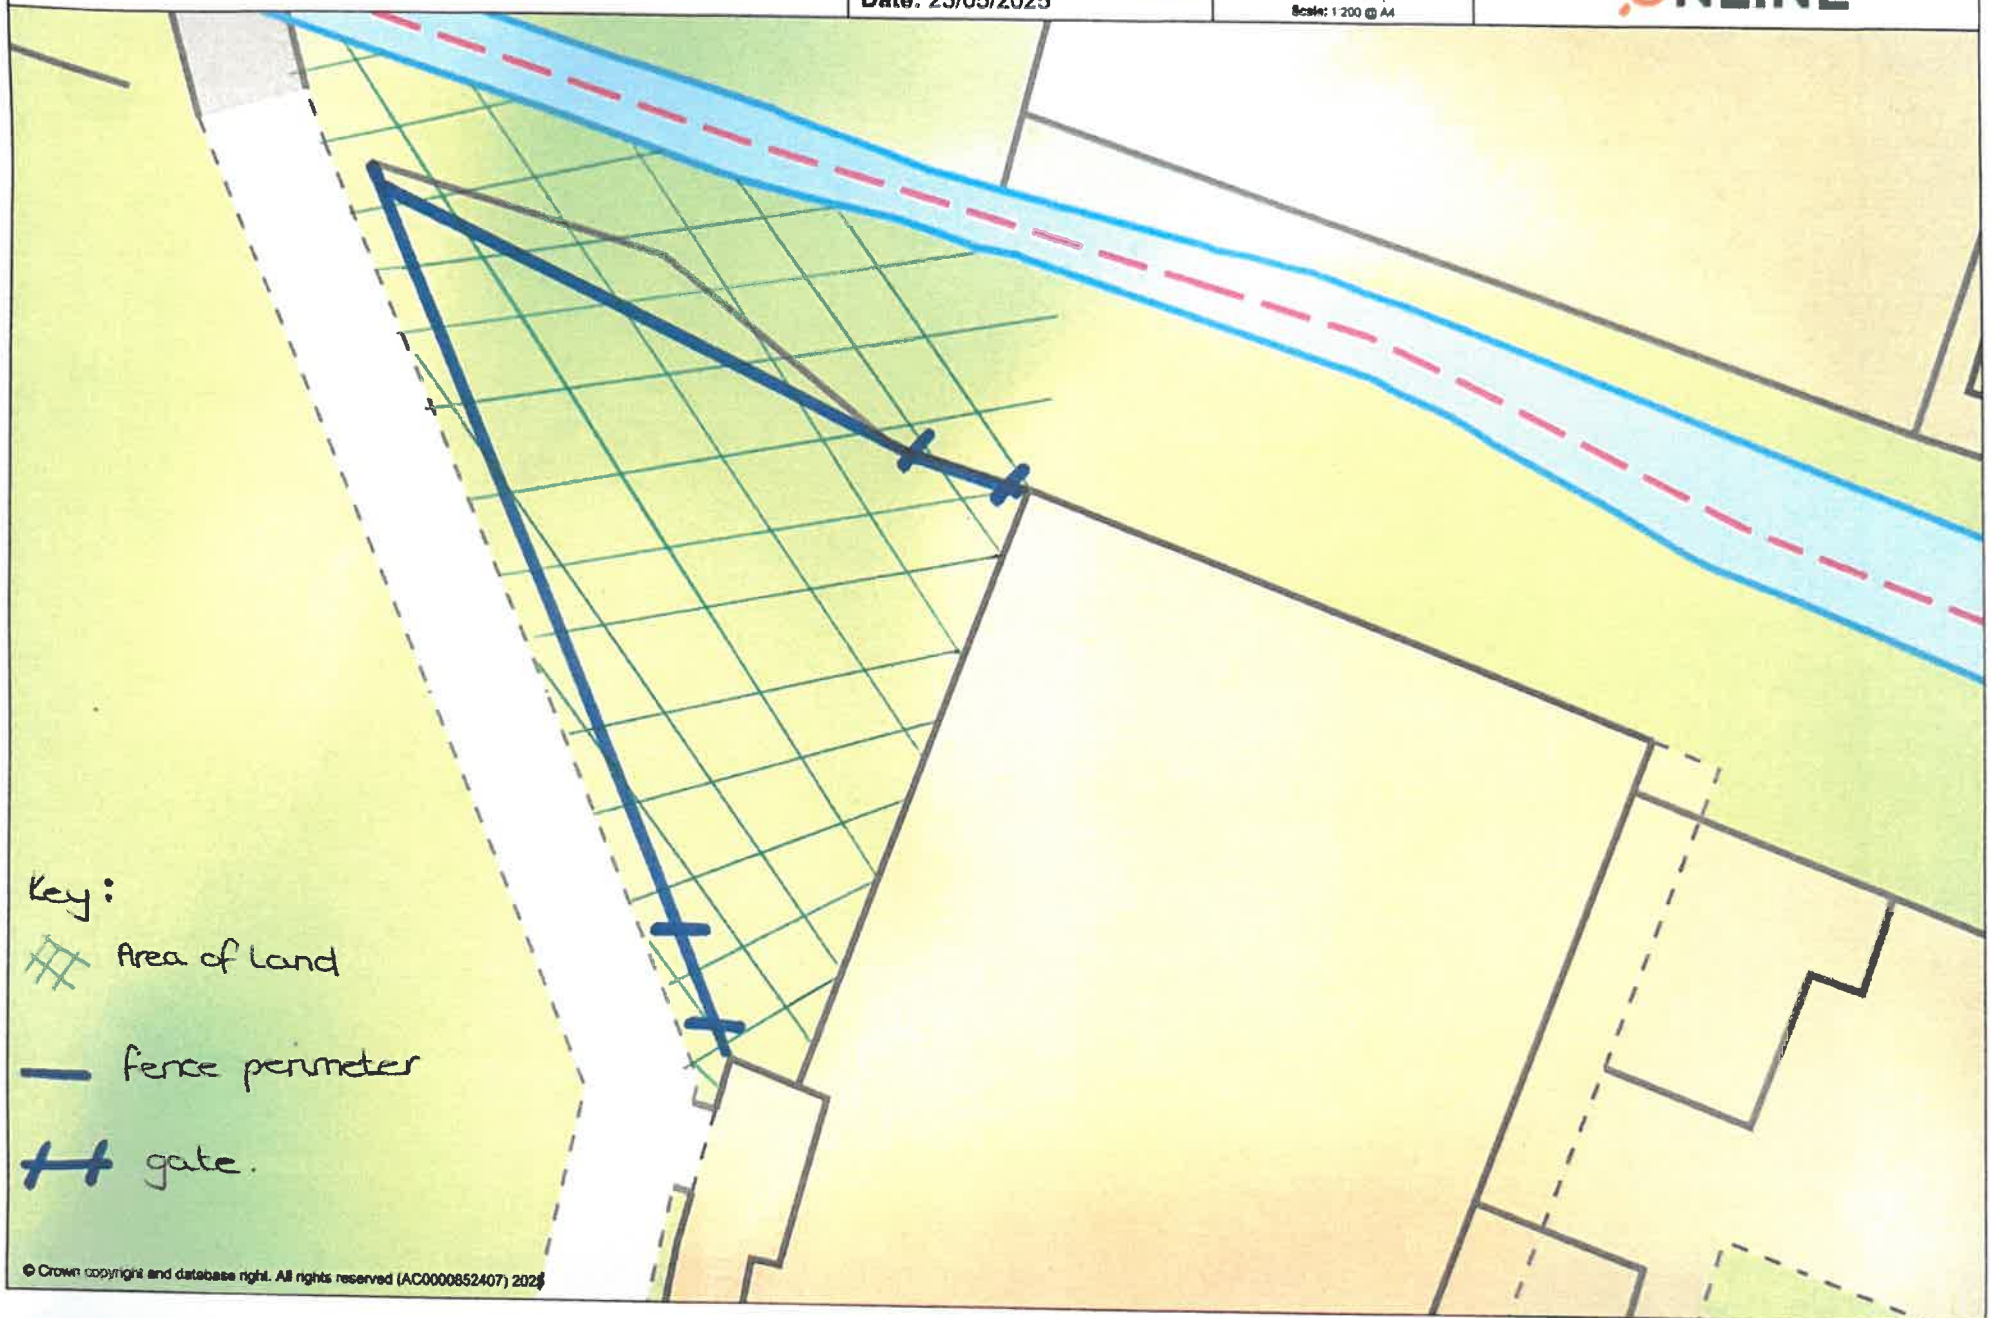 Date: 23/05/2025
Scale: 1:200 @ A4
Key:
Area of Land
fence perimeter
gate.
© Crown copyright and database right. All rights reserved (AC0000852407) 2025